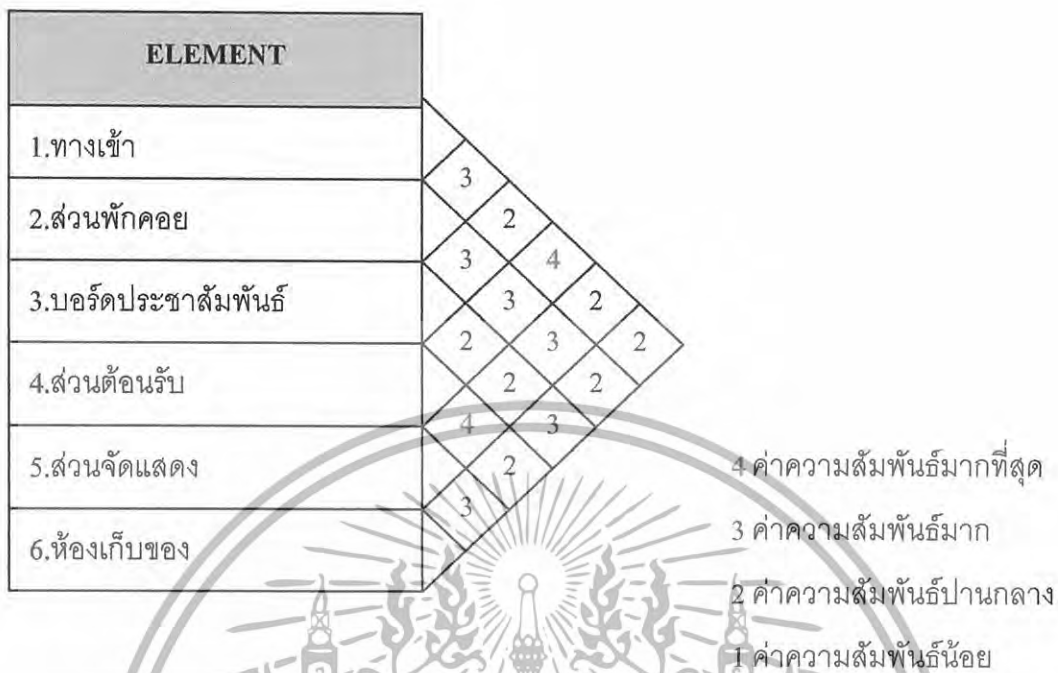 ELEMENT
1.ทางเข้า
3
2.ส่วนพักคอย
2
3 4
3.บอร์ดประชาสัมพันธ์
3 2
2 3 2
4.ส่วนต้อนรับ
2 2
4 3
5.ส่วนจัดแสดง
2
3
6.ห้องเก็บของ
4 ค่าความสัมพันธ์มากที่สุด
3 ค่าความสัมพันธ์มาก
2 ค่าความสัมพันธ์ปานกลาง
1 ค่าความสัมพันธ์น้อย